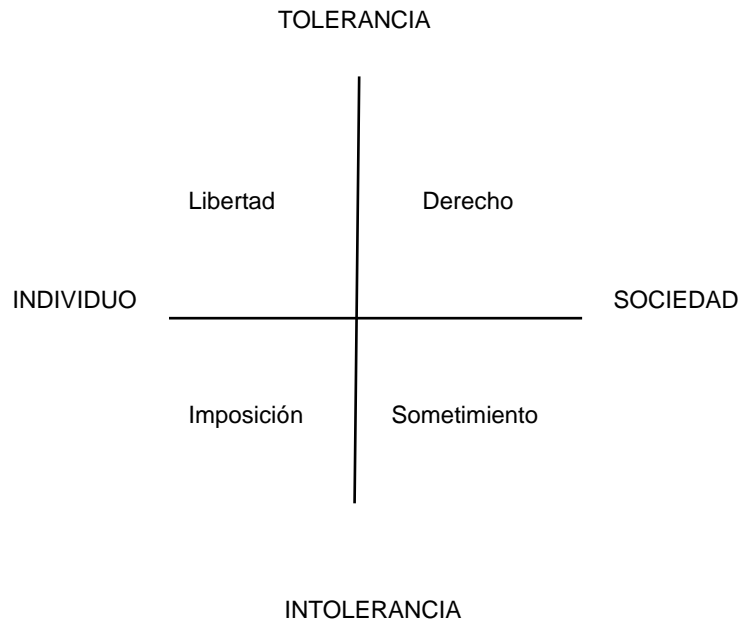 TOLERANCIA
Libertad Derecho
INDIVIDUO SOCIEDAD
Imposición Sometimiento
INTOLERANCIA